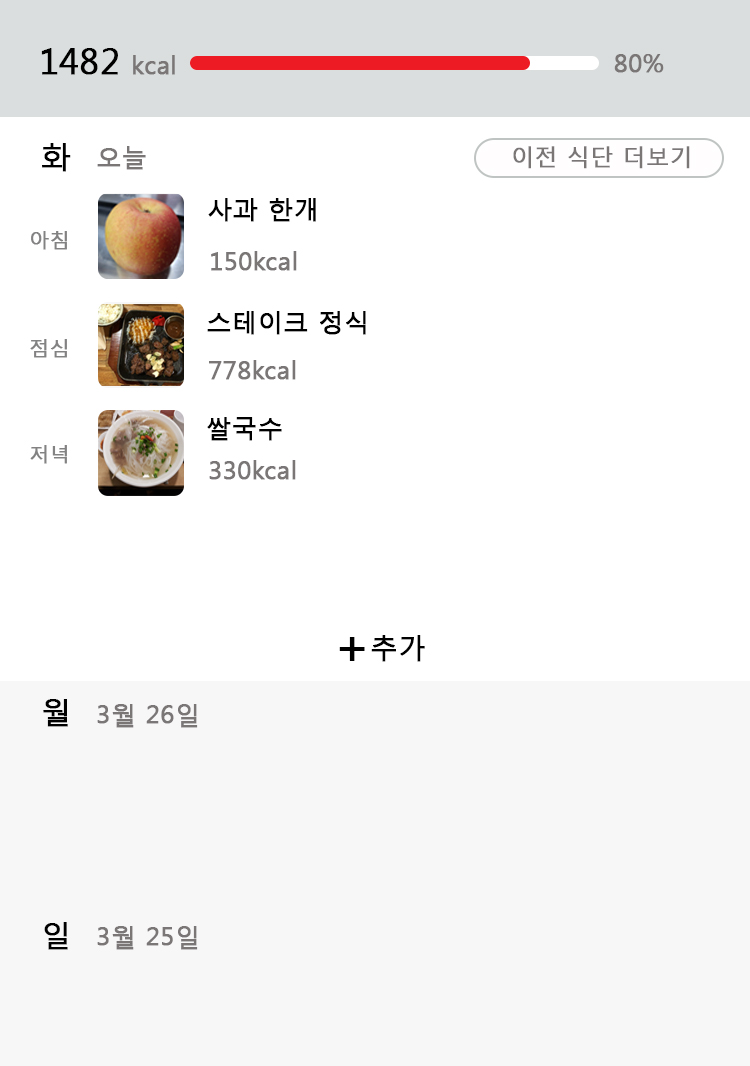 1482 kcal 80%
화 오늘 이전 식단 더보기
아침 사과 한개
150kcal
점심 스테이크 정식
778kcal
저녁 쌀국수
330kcal
+추가
월 3월 26일
일 3월 25일